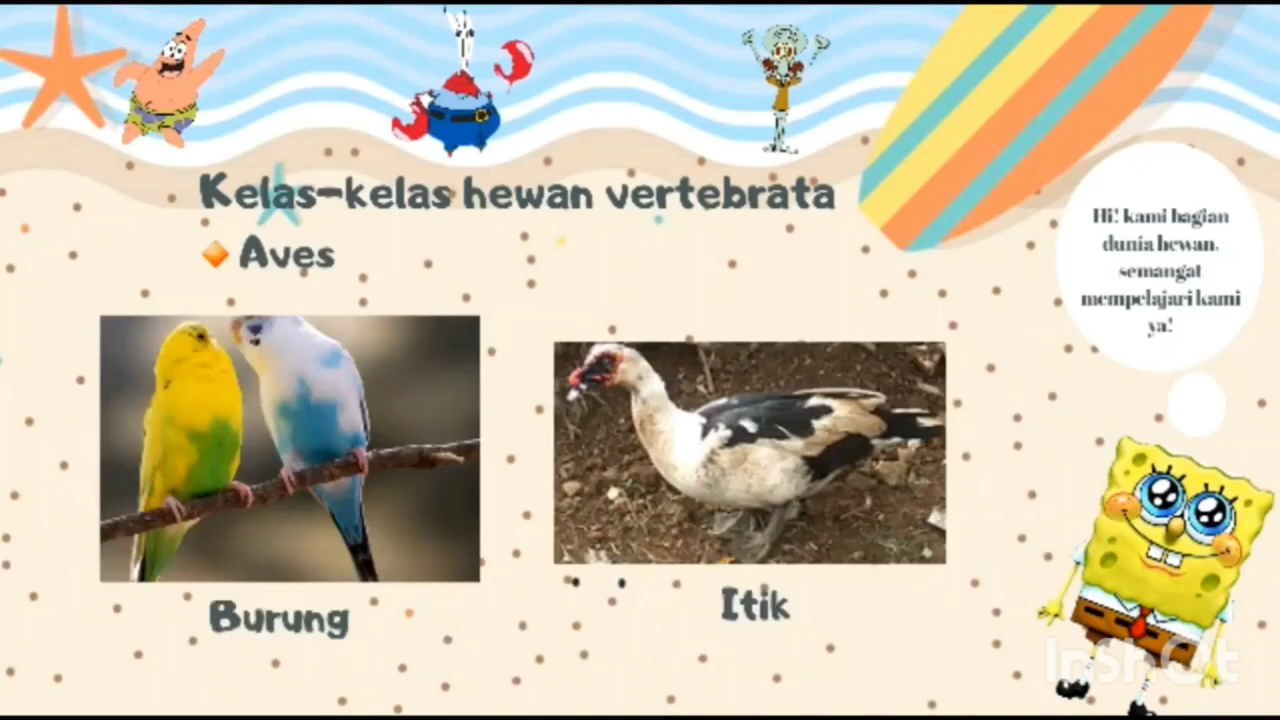 Kelas-kelas hewan vertebrata
Aves
Hi! kami bagian
dunia hewan,
semangat
mempelajari kami
ya!
Burung
Itik
InShOt